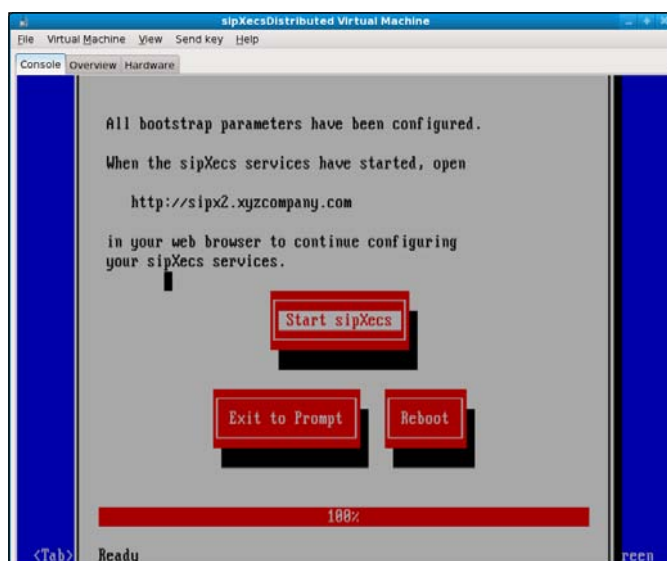 sipXecsDistributed Virtual Machine
File Virtual Machine View Send key Help
Console Overview Hardware
All bootstrap parameters have been configured.
When the sipXecs services have started, open
http://sipx2.xyzcompany.com
in your web browser to continue configuring
your sipXecs services.
Start sipXecs
Exit to Prompt Reboot
100%
<Tab> Ready reen